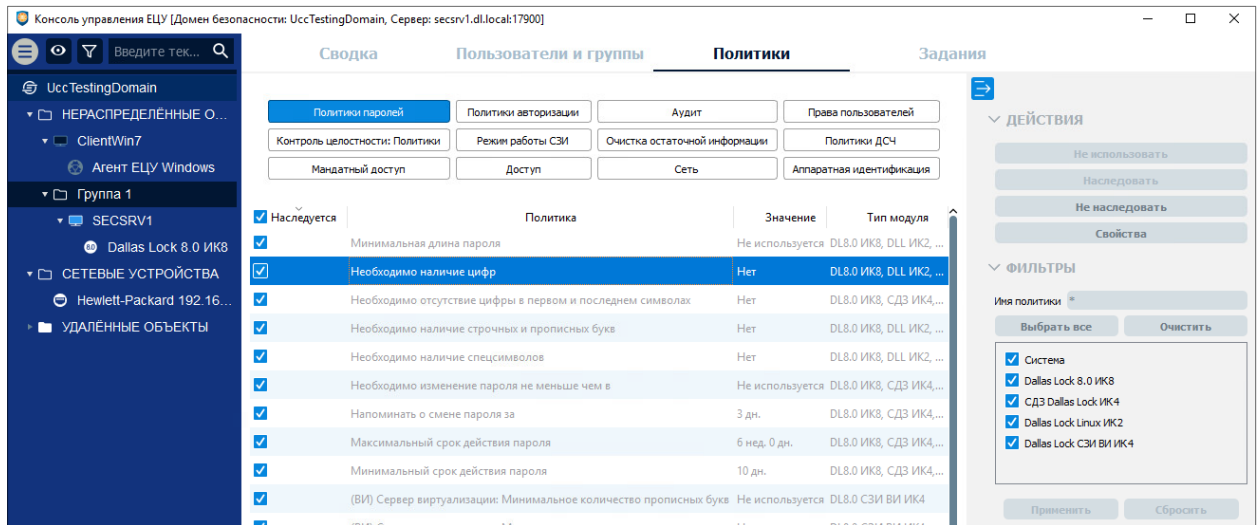 Консоль управления ЕЦУ [Домен безопасности: UccTestingDomain, Сервер: secsrv1.dl.local:17900]
Введите тек...
Сводка Пользователи и группы Политики Задания
UccTestingDomain
НЕРАСПРЕДЕЛЁННЫЕ О...
ClientWin7
Агент ЕЦУ Windows
Группа 1
SECSRV1
8.0 Dallas Lock 8.0 ИК8
СЕТЕВЫЕ УСТРОЙСТВА
Hewlett-Packard 192.16...
УДАЛЁННЫЕ ОБЪЕКТЫ
Политики паролей Политики авторизации Аудит Права пользователей
Контроль целостности: Политики Режим работы СЗИ Очистка остаточной информации Политики ДСЧ
Мандатный доступ Доступ Сеть Аппаратная идентификация
Наследуется Политика Значение Тип модуля
Минимальная длина пароля Не используется DL8.0 ИК8, DLL ИК2, ...
Необходимо наличие цифр Нет DL8.0 ИК8, DLL ИК2, ...
Необходимо отсутствие цифры в первом и последнем символах Нет DL8.0 ИК8, СДЗ ИК4,...
Необходимо наличие строчных и прописных букв Нет DL8.0 ИК8, DLL ИК2, ...
Необходимо наличие спецсимволов Нет DL8.0 ИК8, DLL ИК2, ...
Необходимо изменение пароля не меньше чем в Не используется DL8.0 ИК8, СДЗ ИК4,...
Напоминать о смене пароля за 3 дн. DL8.0 ИК8, СДЗ ИК4,...
Максимальный срок действия пароля 6 нед. 0 дн. DL8.0 ИК8, СДЗ ИК4,...
Минимальный срок действия пароля 10 дн. DL8.0 ИК8, СДЗ ИК4,...
(ВИ) Сервер виртуализации: Минимальное количество прописных букв Не используется DL8.0 СЗИ ВИ ИК4
ДЕЙСТВИЯ
Не использовать
Наследовать
Не наследовать
Свойства
ФИЛЬТРЫ
Имя политики *
Выбрать все Очистить
Система
Dallas Lock 8.0 ИК8
СДЗ Dallas Lock ИК4
Dallas Lock Linux ИК2
Dallas Lock СЗИ ВИ ИК4
Применить Сбросить